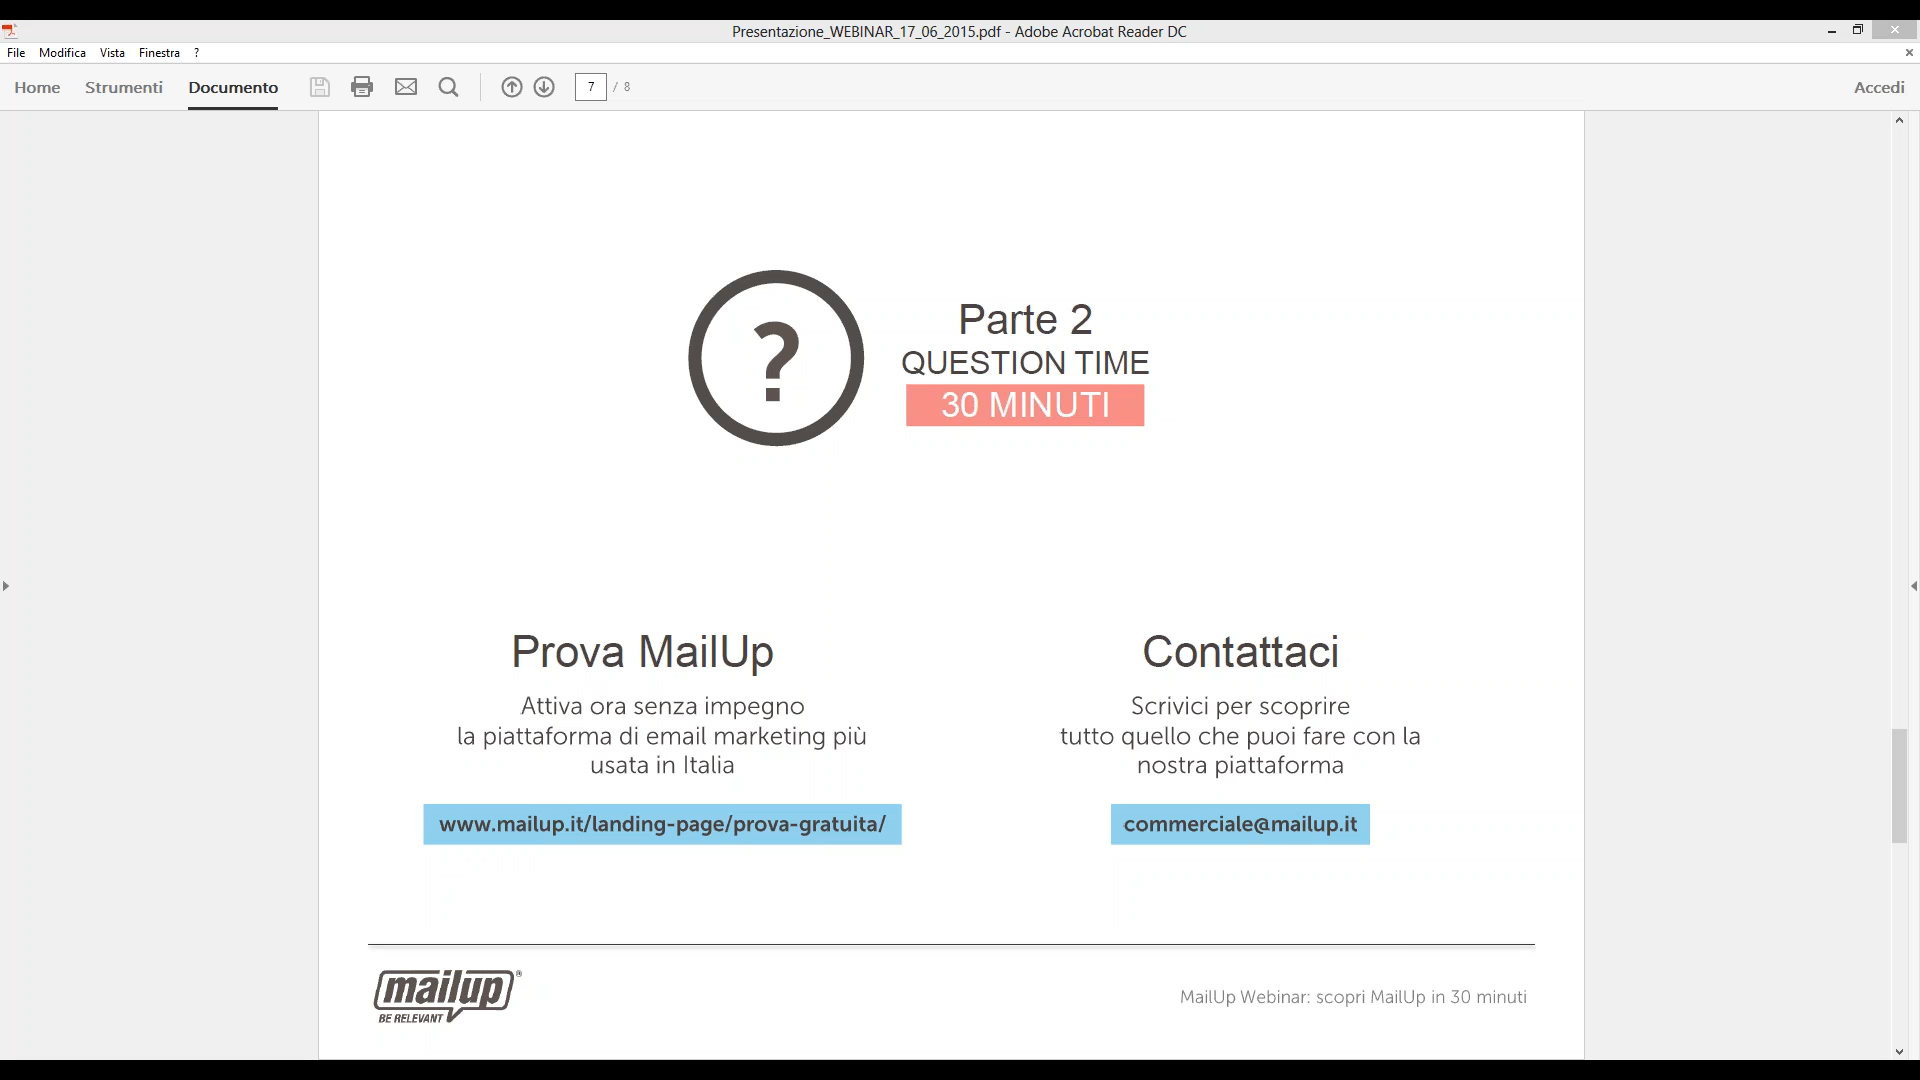 Presentazione_WEBINAR_17_06_2015.pdf - Adobe Acrobat Reader DC
File Modifica Vista Finestra ?
Home Strumenti Documento 7 / 8 Accedi
?
Parte 2
QUESTION TIME
30 MINUTI
Prova MailUp
Attiva ora senza impegno
la piattaforma di email marketing più
usata in Italia
www.mailup.it/landing-page/prova-gratuita/
Contattaci
Scrivici per scoprire
tutto quello che puoi fare con la
nostra piattaforma
commerciale@mailup.it
mailup®
BE RELEVANT
MailUp Webinar: scopri MailUp in 30 minuti